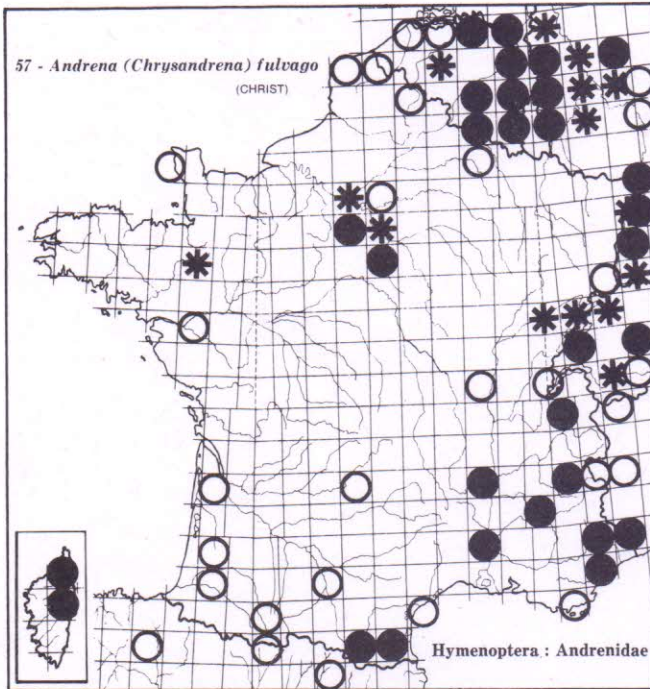 57 - Andrena (Chrysandrena) fulvago
(CHRIST)
Hymenoptera : Andrenidae